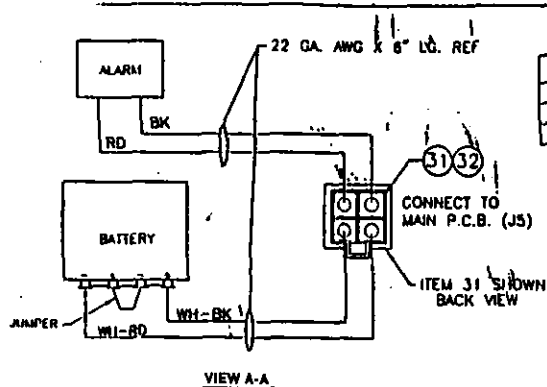 22 GA. AWG X 6" LG. REF
ALARM
BK
RD
31 32
CONNECT TO
MAIN P.C.B. (J5)
BATTERY
ITEM 31 SHOWN
BACK VIEW
JUMPER
WH-BK
WH-RD
VIEW A-A